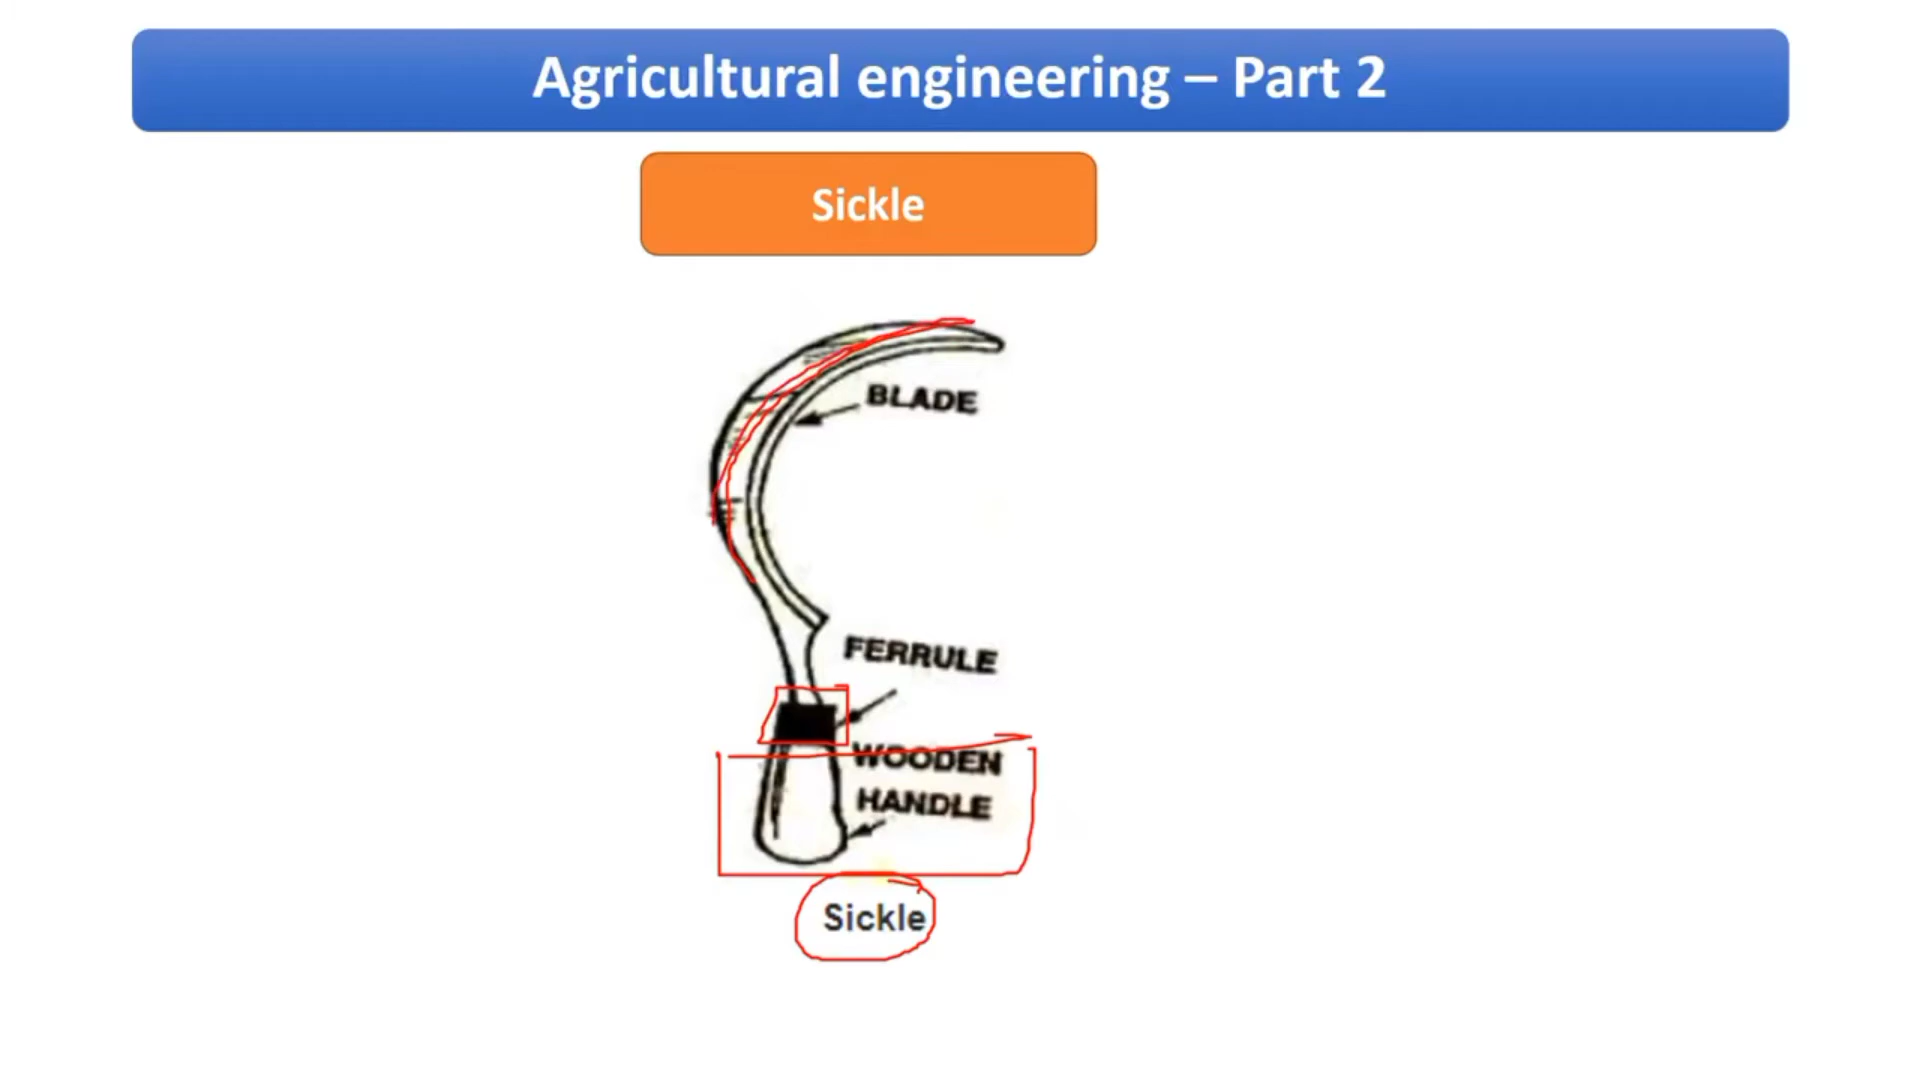 Agricultural engineering – Part 2
Sickle
BLADE
FERRULE
WOODEN
HANDLE
Sickle